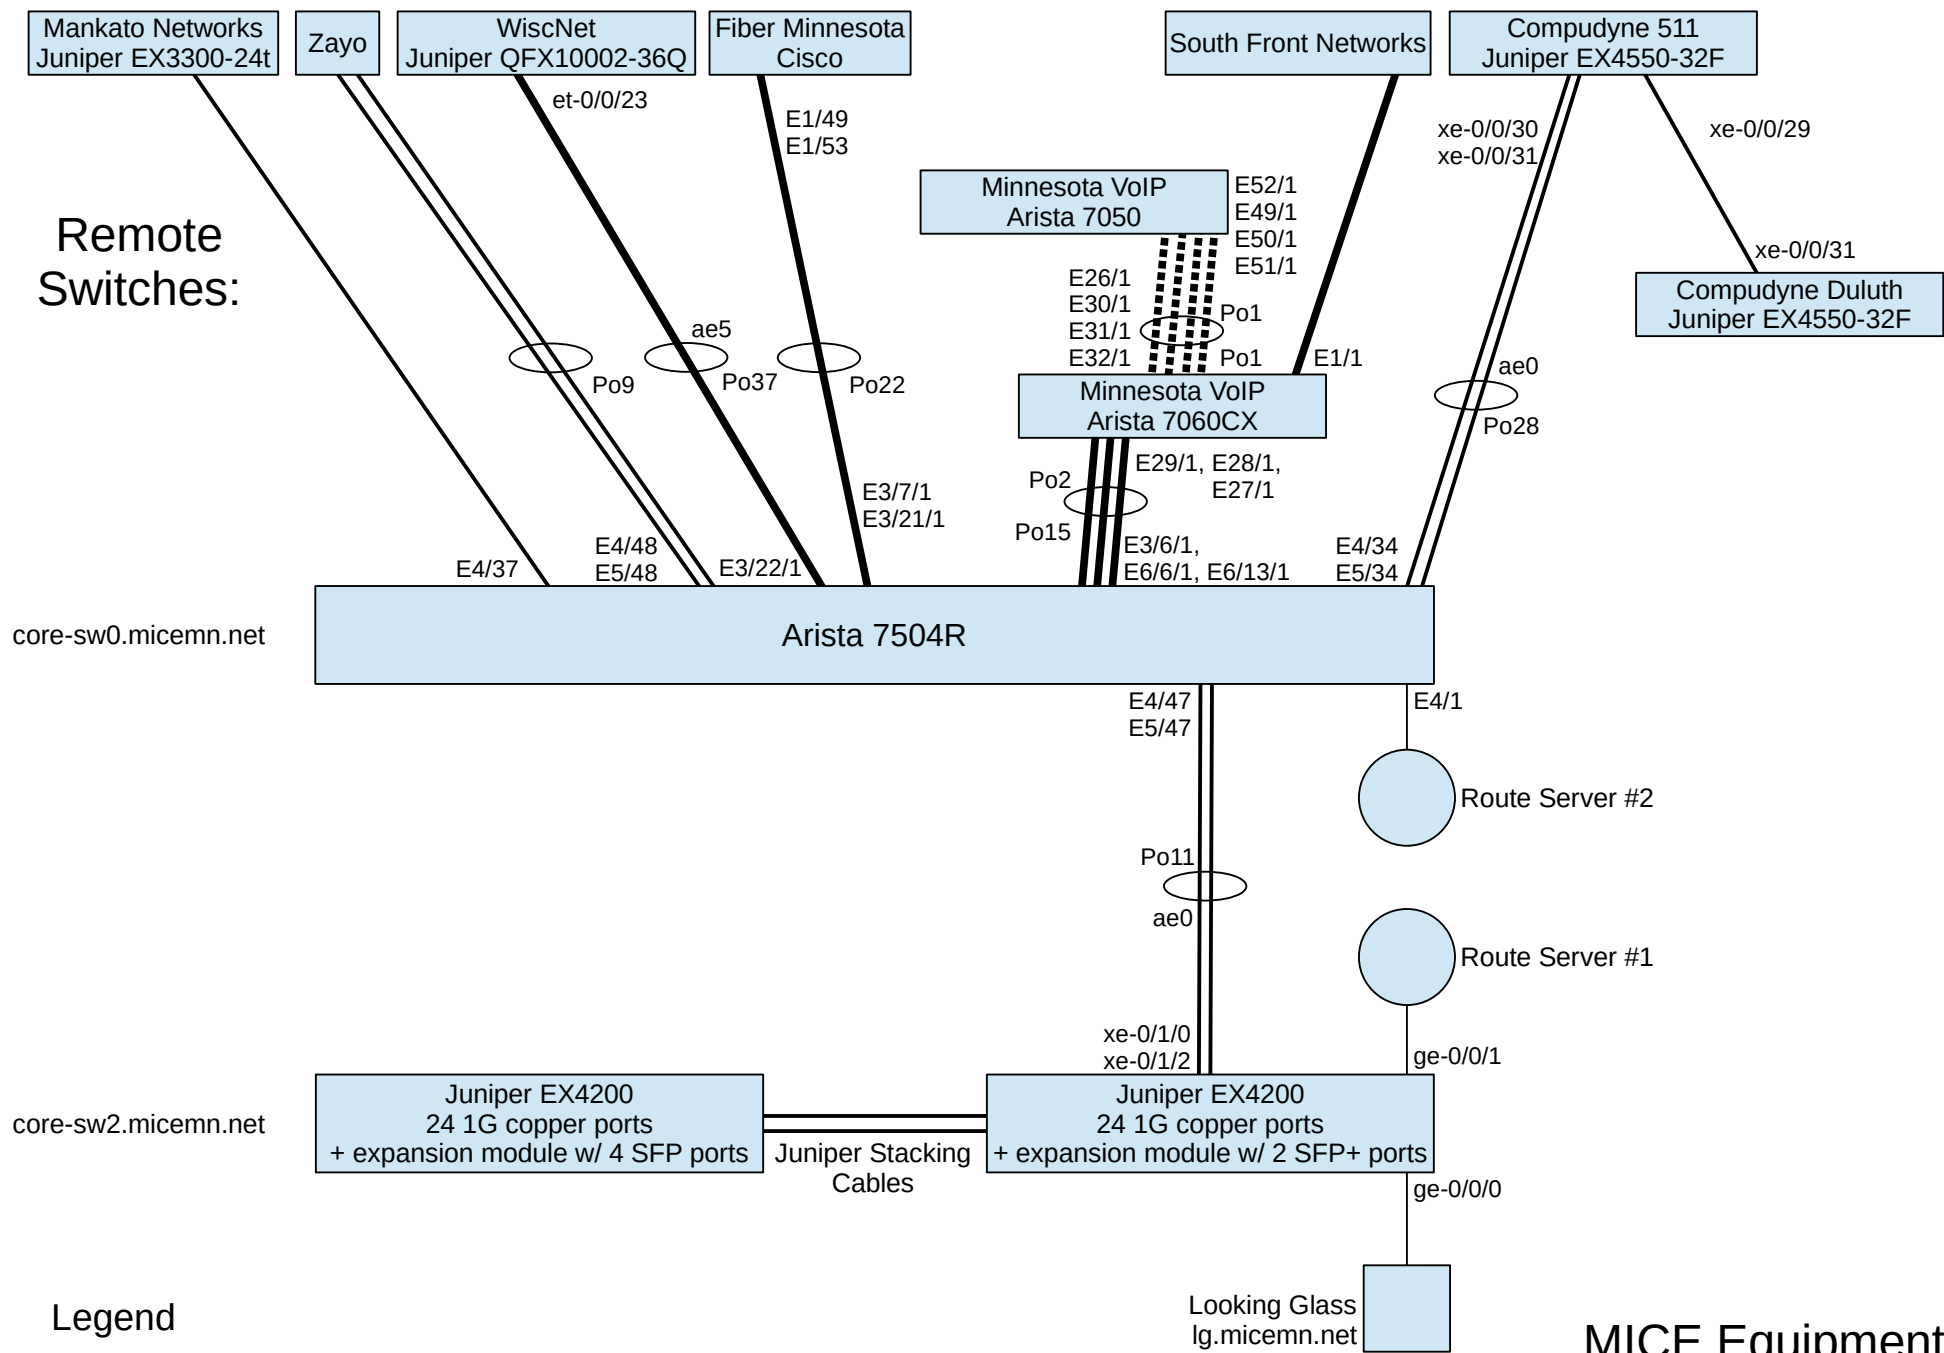 Mankato Networks
Juniper EX3300-24t
Zayo
WiscNet
Juniper QFX10002-36Q
Fiber Minnesota
Cisco
South Front Networks
Compudyne 511
Juniper EX4550-32F
et-0/0/23
E1/49
E1/53
xe-0/0/30
xe-0/0/31
xe-0/0/29
Minnesota VoIP
Arista 7050
E52/1
E49/1
E50/1
E51/1
Remote
Switches:
xe-0/0/31
Compudyne Duluth
Juniper EX4550-32F
E26/1
E30/1
E31/1
E32/1
Po1
Po1
E1/1
ae5
Po37
Po9
Po22
ae0
Po28
Minnesota VoIP
Arista 7060CX
E29/1, E28/1,
E27/1
Po2
Po15
E3/7/1
E3/21/1
E4/37
E4/48
E5/48
E3/22/1
E3/6/1,
E6/6/1, E6/13/1
E4/34
E5/34
core-sw0.micemn.net
Arista 7504R
E4/47
E5/47
E4/1
Route Server #2
Po11
ae0
Route Server #1
xe-0/1/0
xe-0/1/2
ge-0/0/1
core-sw2.micemn.net
Juniper EX4200
24 1G copper ports
+ expansion module w/ 4 SFP ports
Juniper Stacking
Cables
Juniper EX4200
24 1G copper ports
+ expansion module w/ 2 SFP+ ports
ge-0/0/0
Looking Glass
lg.micemn.net
Legend
MICE Equipment